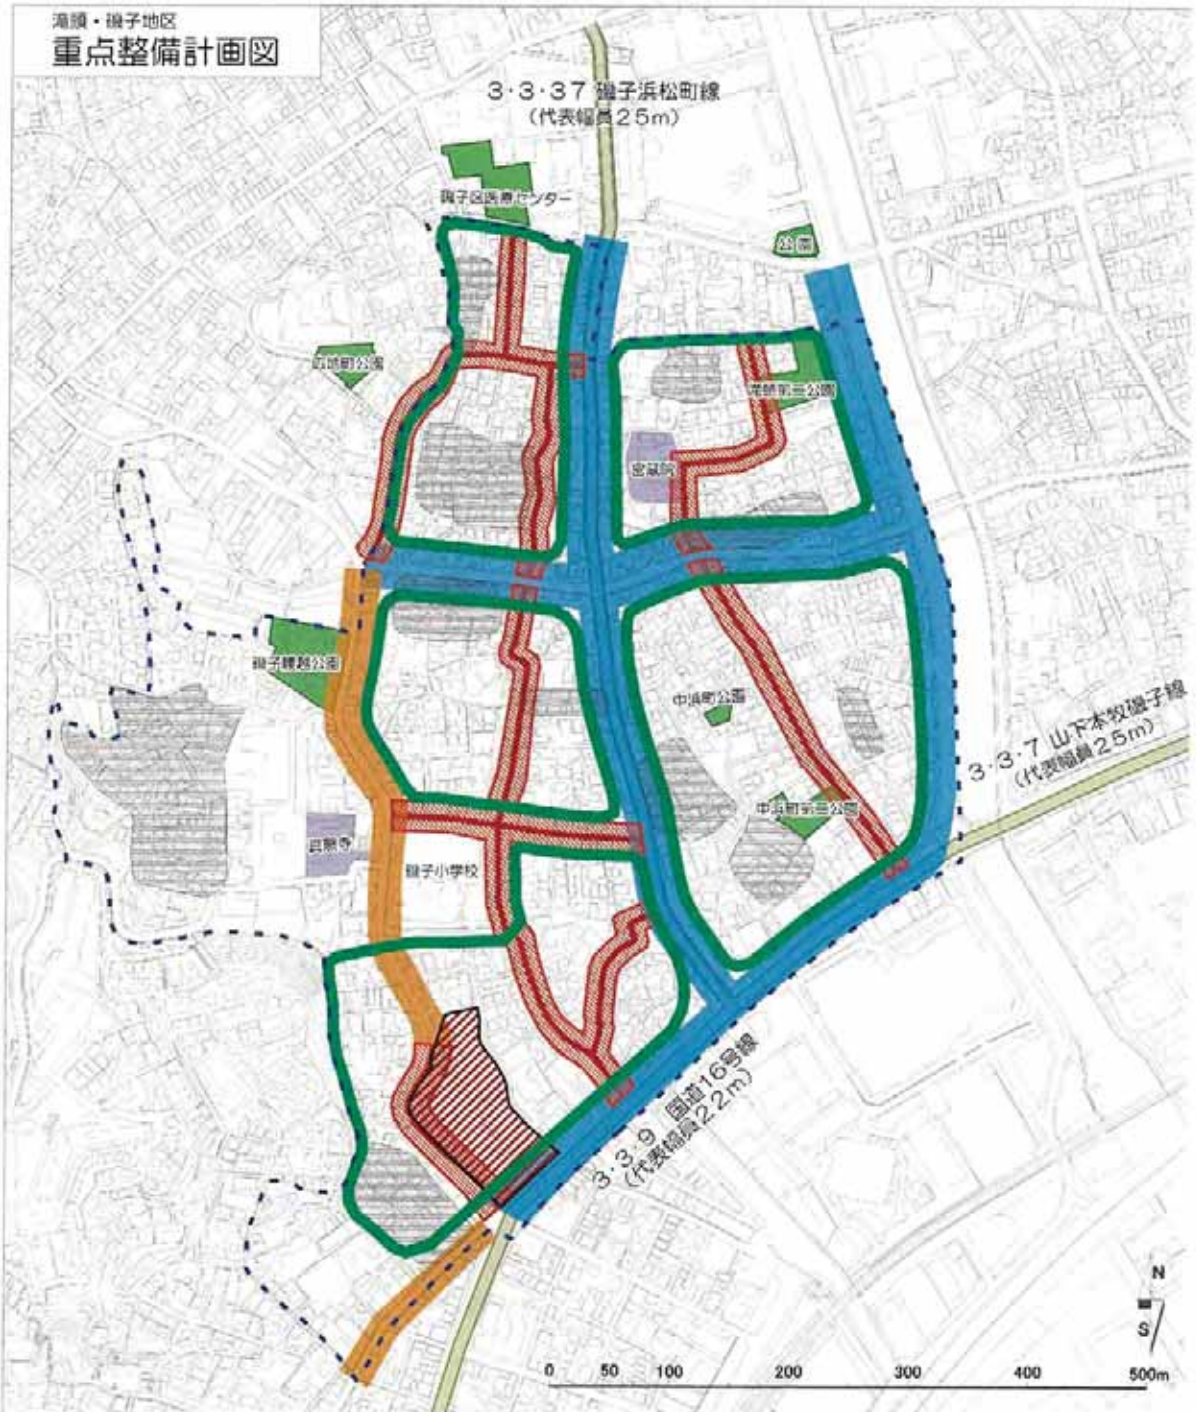 滝頭・磯子地区
重点整備計画図
3・3・37 磯子浜松町線
(代表幅員25m)
磯子区医療センター
公園
広地町公園
滝頭第二公園
密蔵院
磯子腰越公園
中浜町公園
3・3・7 山下本牧磯子線
(代表幅員25m)
中浜町第二公園
真照寺
磯子小学校
3・3・9 国道16号線
(代表幅員22m)
N
S
0 50 100 200 300 400 500m